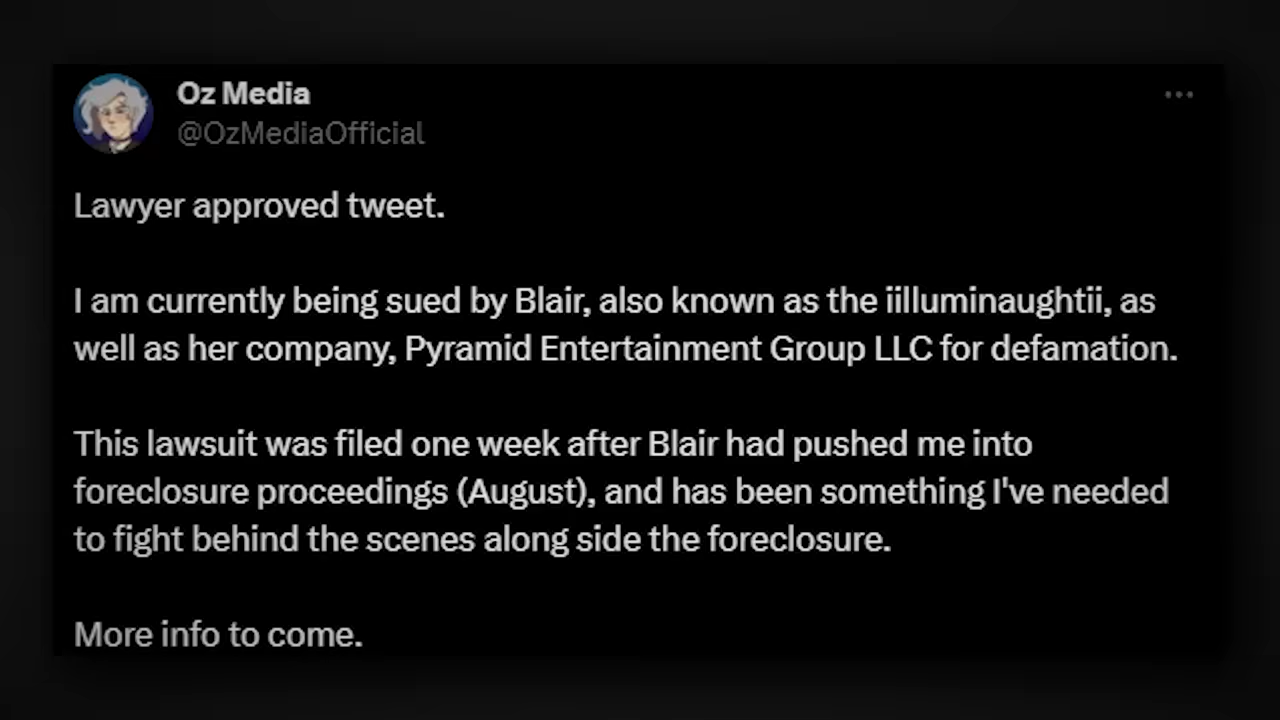 Oz Media
@OzMediaOfficial
Lawyer approved tweet.
I am currently being sued by Blair, also known as the iilluminaughtii, as
well as her company, Pyramid Entertainment Group LLC for defamation.
This lawsuit was filed one week after Blair had pushed me into
foreclosure proceedings (August), and has been something I've needed
to fight behind the scenes along side the foreclosure.
More info to come.